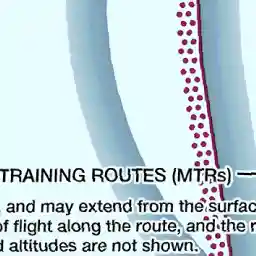 TRAINING ROUTES (MTRs)
, and may extend from the surfac
of flight along the route, and the r
d altitudes are not shown.